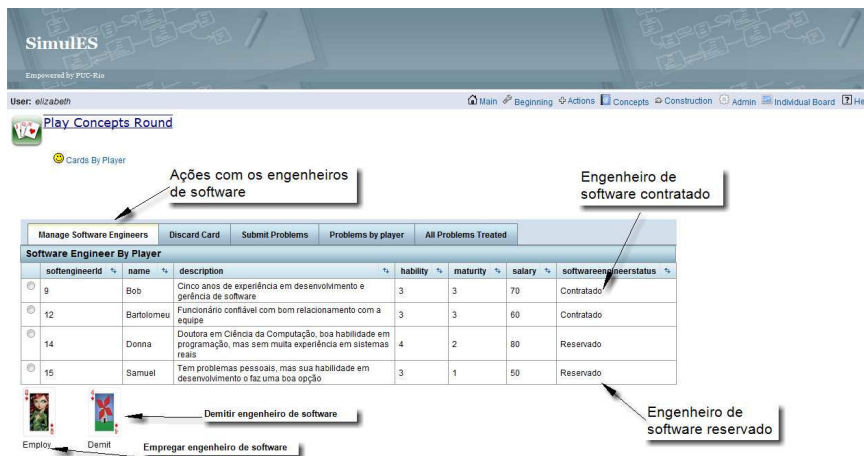 SimulES
Empowered by PUC-Rio
User: elizabeth
Main Beginning Actions Concepts Construction Admin Individual Board He
Play Concepts Round
Cards By Player
Ações com os engenheiros
de software
Engenheiro de
software contratado
Manage Software Engineers Discard Card Submit Problems Problems by player All Problems Treated
Software Engineer By Player
softengineerId name description hability maturity salary softwareengineerstatus
9 Bob Cinco anos de experiência em desenvolvimento e
gerência de software 3 3 70 Contratado
12 Bartolomeu Funcionário confiável com bom relacionamento com a
equipe 3 3 60 Contratado
14 Donna Doutora em Ciência da Computação, boa habilidade em
programação, mas sem muita experiência em sistemas
reais 4 2 80 Reservado
15 Samuel Tem problemas pessoais, mas sua habilidade em
desenvolvimento o faz uma boa opção 3 1 50 Reservado
Demitir engenheiro de software
Engenheiro de
software reservado
Employ Demit
Empregar engenheiro de software